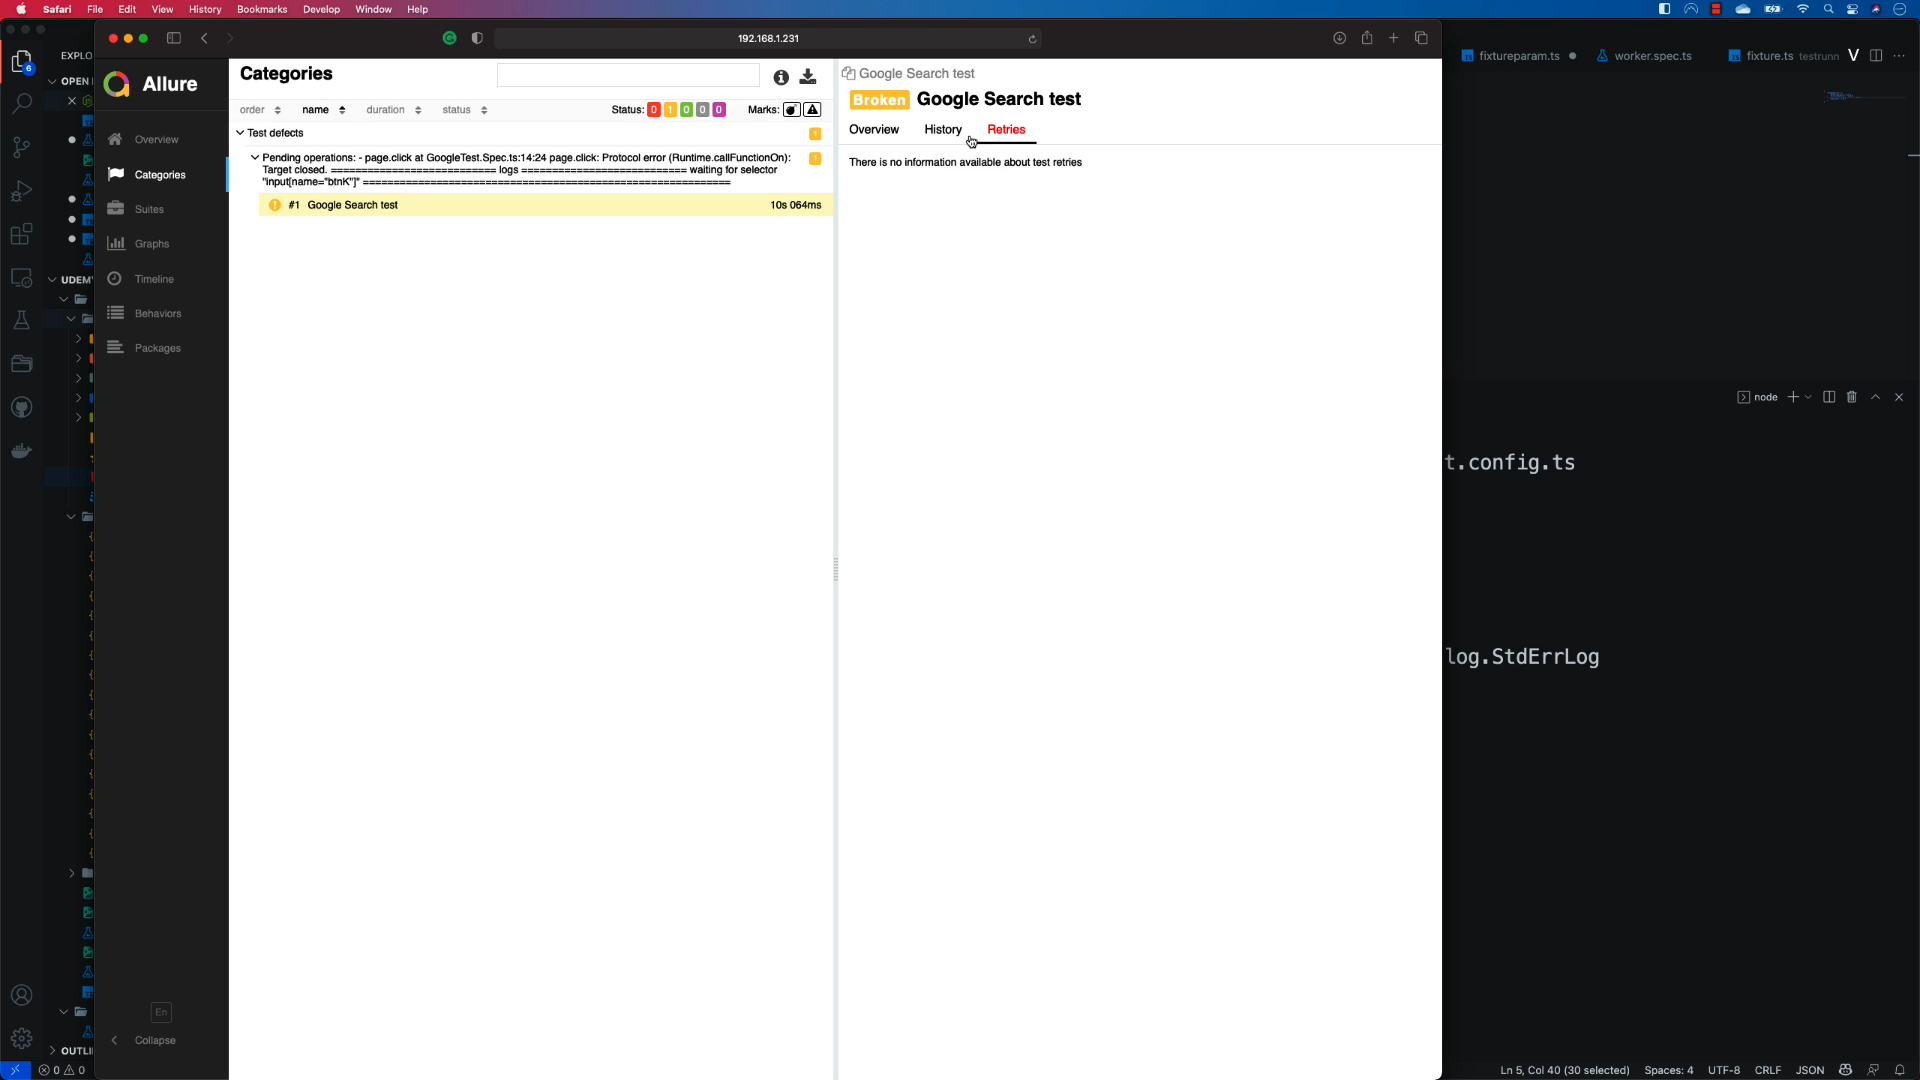 Safari File Edit View History Bookmarks Develop Window Help
192.168.1.231
EXPLO
OPEN
UDEM
OUTLI
0 0
Allure
Overview
Categories
Suites
Graphs
Timeline
Behaviors
Packages
En
Collapse
Categories
order name duration status Status: 0 1 0 0 0 Marks:
Test defects 1
Pending operations: - page.click at GoogleTest.Spec.ts:14:24 page.click: Protocol error (Runtime.callFunctionOn): 1
Target closed. =========================== logs =========================== waiting for selector
"input[name="btnK"]" ============================================================
#1 Google Search test 10s 064ms
Google Search test
Broken Google Search test
Overview History Retries
There is no information available about test retries
fixtureparam.ts worker.spec.ts fixture.ts testrunn
node
t.config.ts
log.StdErrLog
Ln 5, Col 40 (30 selected) Spaces: 4 UTF-8 CRLF JSON